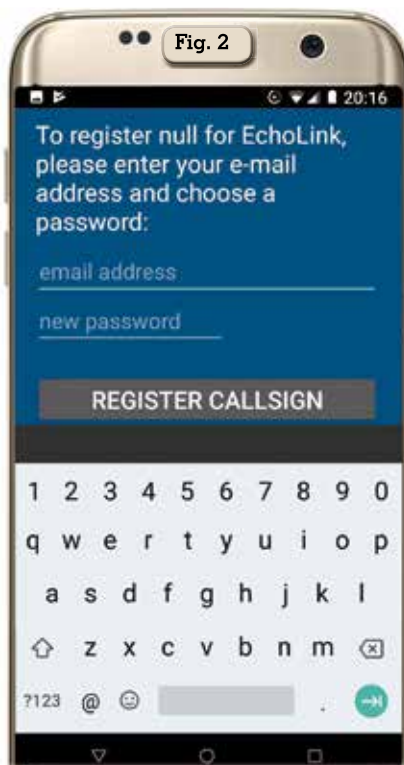 Fig. 2
20:16
To register null for EchoLink,
please enter your e-mail
address and choose a
password:
email address
new password
REGISTER CALLSIGN
1 2 3 4 5 6 7 8 9 0
q w e r t y u i o p
a s d f g h j k l
z x c v b n m
?123 @ .